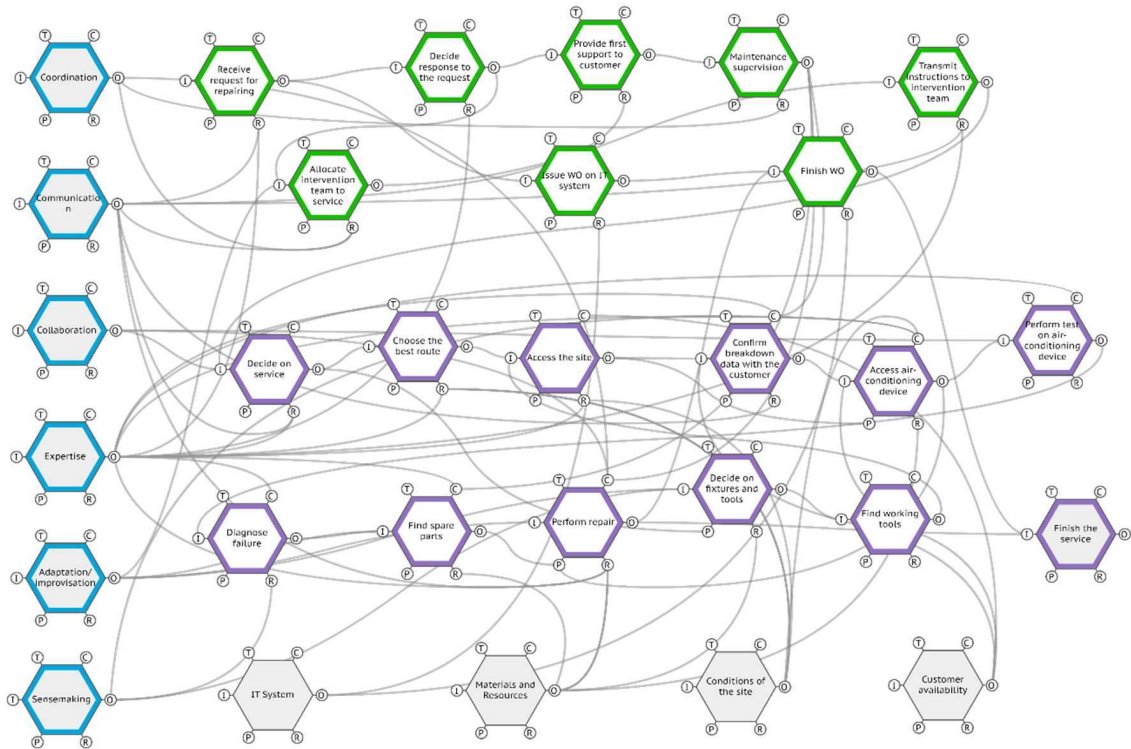 T C
I Coordination O
P R
T C
I Receive
request for
repairing O
P R
T C
I Decide
response to
the request O
P R
T C
I Provide first
support to
customer O
P R
T C
I Maintenance
supervision O
P R
T C
I Transmit
instructions to
intervention
team O
P R
T C
I Communicatio
n O
P R
T C
I Allocate
intervention
team to
service O
P R
T C
I Issue WO on IT
system O
P R
T C
I Finish WO O
P R
T C
I Collaboration O
P R
T C
I Decide on
service O
P R
T C
I Choose the
best route O
P R
T C
I Access the site O
P R
T C
I Confirm
breakdown
data with the
customer O
P R
T C
I Access air-
conditioning
device O
P R
T C
I Perform test
on air-
conditioning
device O
P R
T C
I Expertise O
P R
T C
I Diagnose
failure O
P R
T C
I Find spare
parts O
P R
T C
I Perform repair O
P R
T C
I Decide on
fixtures and
tools O
P R
T C
I Find working
tools O
P R
T C
I Finish the
service O
P R
T C
I Adaptation/
improvisation O
P R
T C
T Sensemaking O
P R
T C
I IT System O
P R
T C
I Materials and
Resources O
P R
T C
I Conditions of
the site O
P R
T C
I Customer
availability O
P R